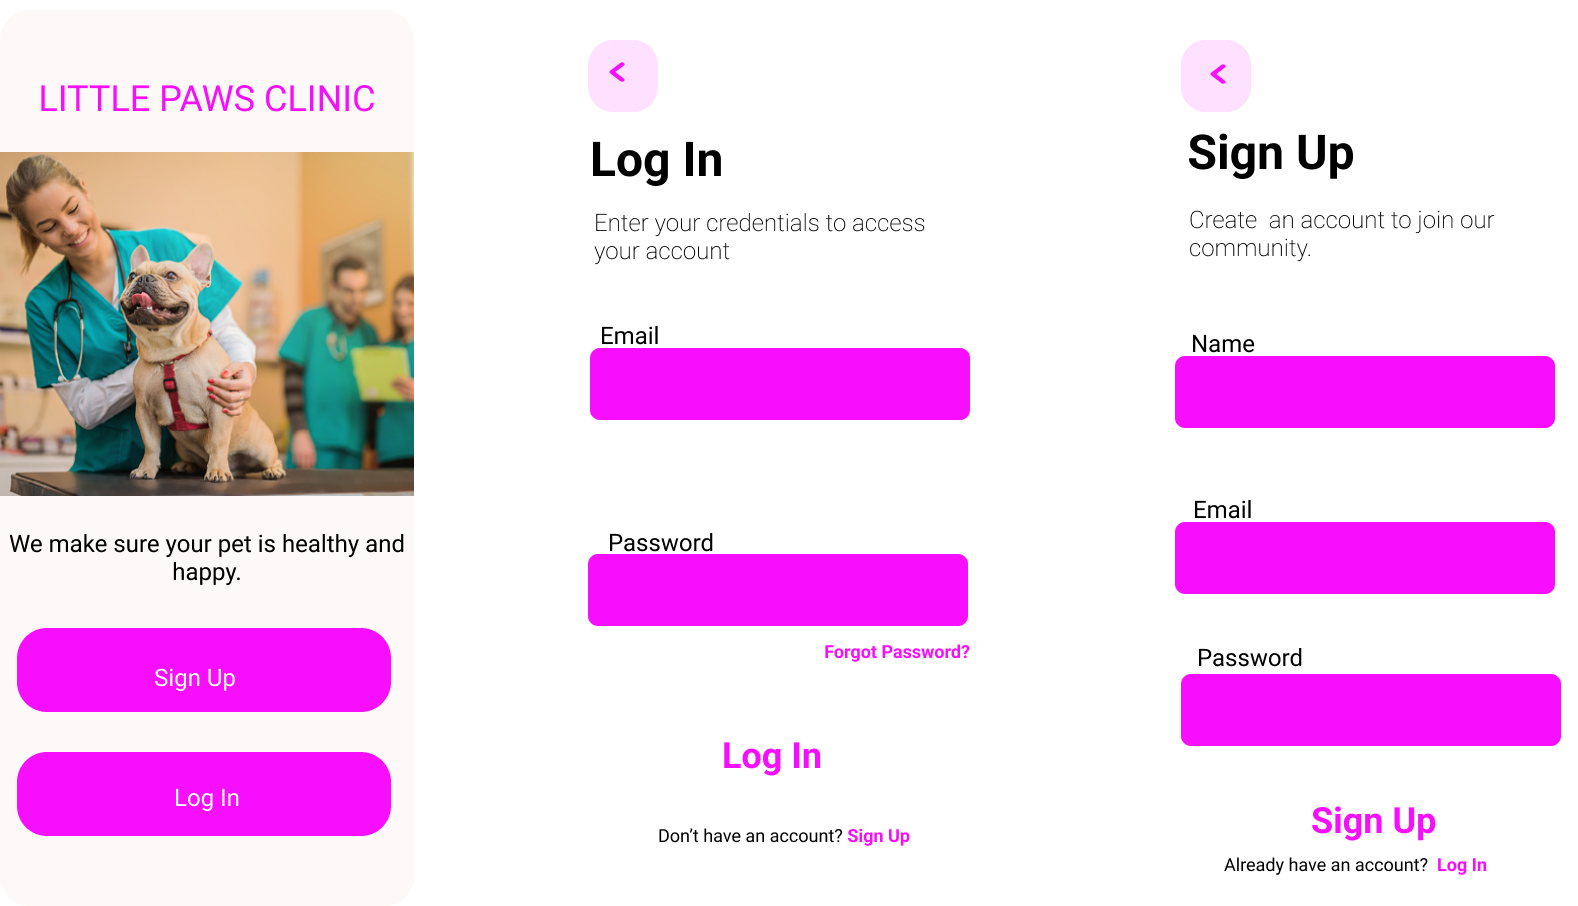 LITTLE PAWS CLINIC
We make sure your pet is healthy and
happy.
Sign Up
Log In
<
Log In
Enter your credentials to access
your account
Email
Password
Forgot Password?
Log In
Don’t have an account? Sign Up
<
Sign Up
Create  an account to join our
community.
Name
Email
Password
Sign Up
Already have an account?  Log In